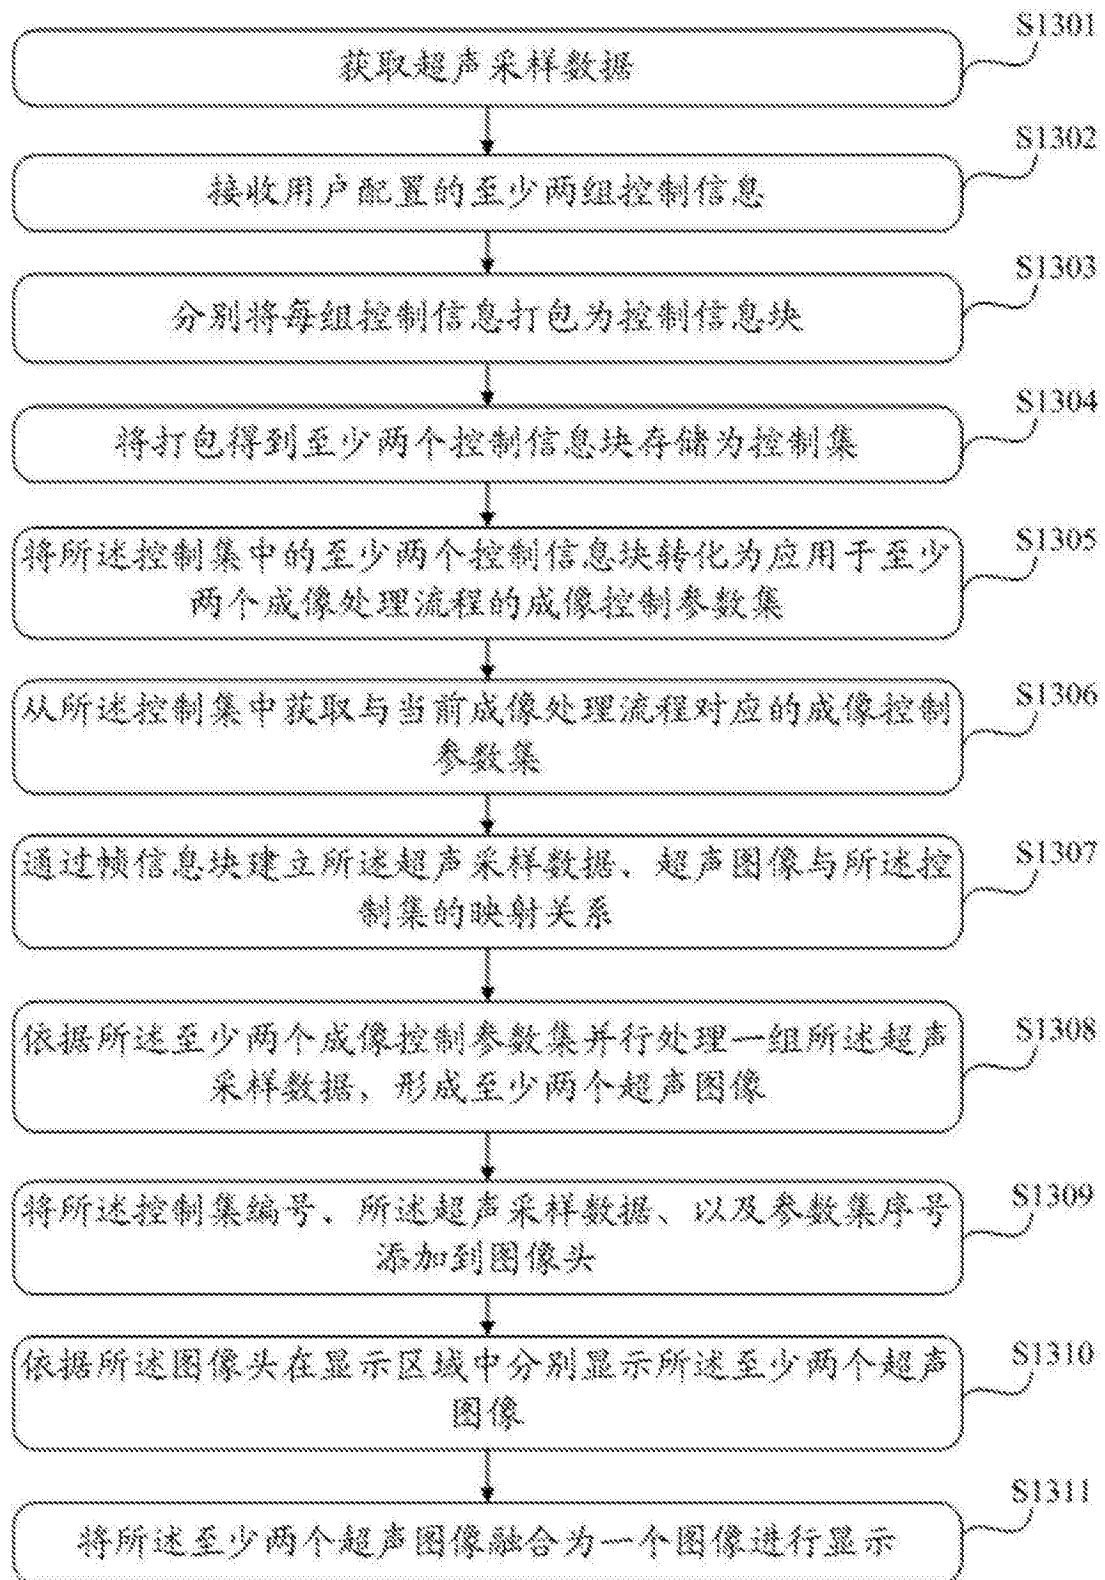 S1301
获取超声采样数据
S1302
接收用户配置的至少两组控制信息
S1303
分别将每组控制信息打包为控制信息块
S1304
将打包得到至少两个控制信息块存储为控制集
S1305
将所述控制集中的至少两个控制信息块转化为应用于至少
两个成像处理流程的成像控制参数集
S1306
从所述控制集中获取与当前成像处理流程对应的成像控制
参数集
S1307
通过帧信息块建立所述超声采样数据、超声图像与所述控
制集的映射关系
S1308
依据所述至少两个成像控制参数集并行处理一组所述超声
采样数据、形成至少两个超声图像
S1309
将所述控制集编号、所述超声采样数据、以及参数集序号
添加到图像头
S1310
依据所述图像头在显示区域中分别显示所述至少两个超声
图像
S1311
将所述至少两个超声图像融合为一个图像进行显示